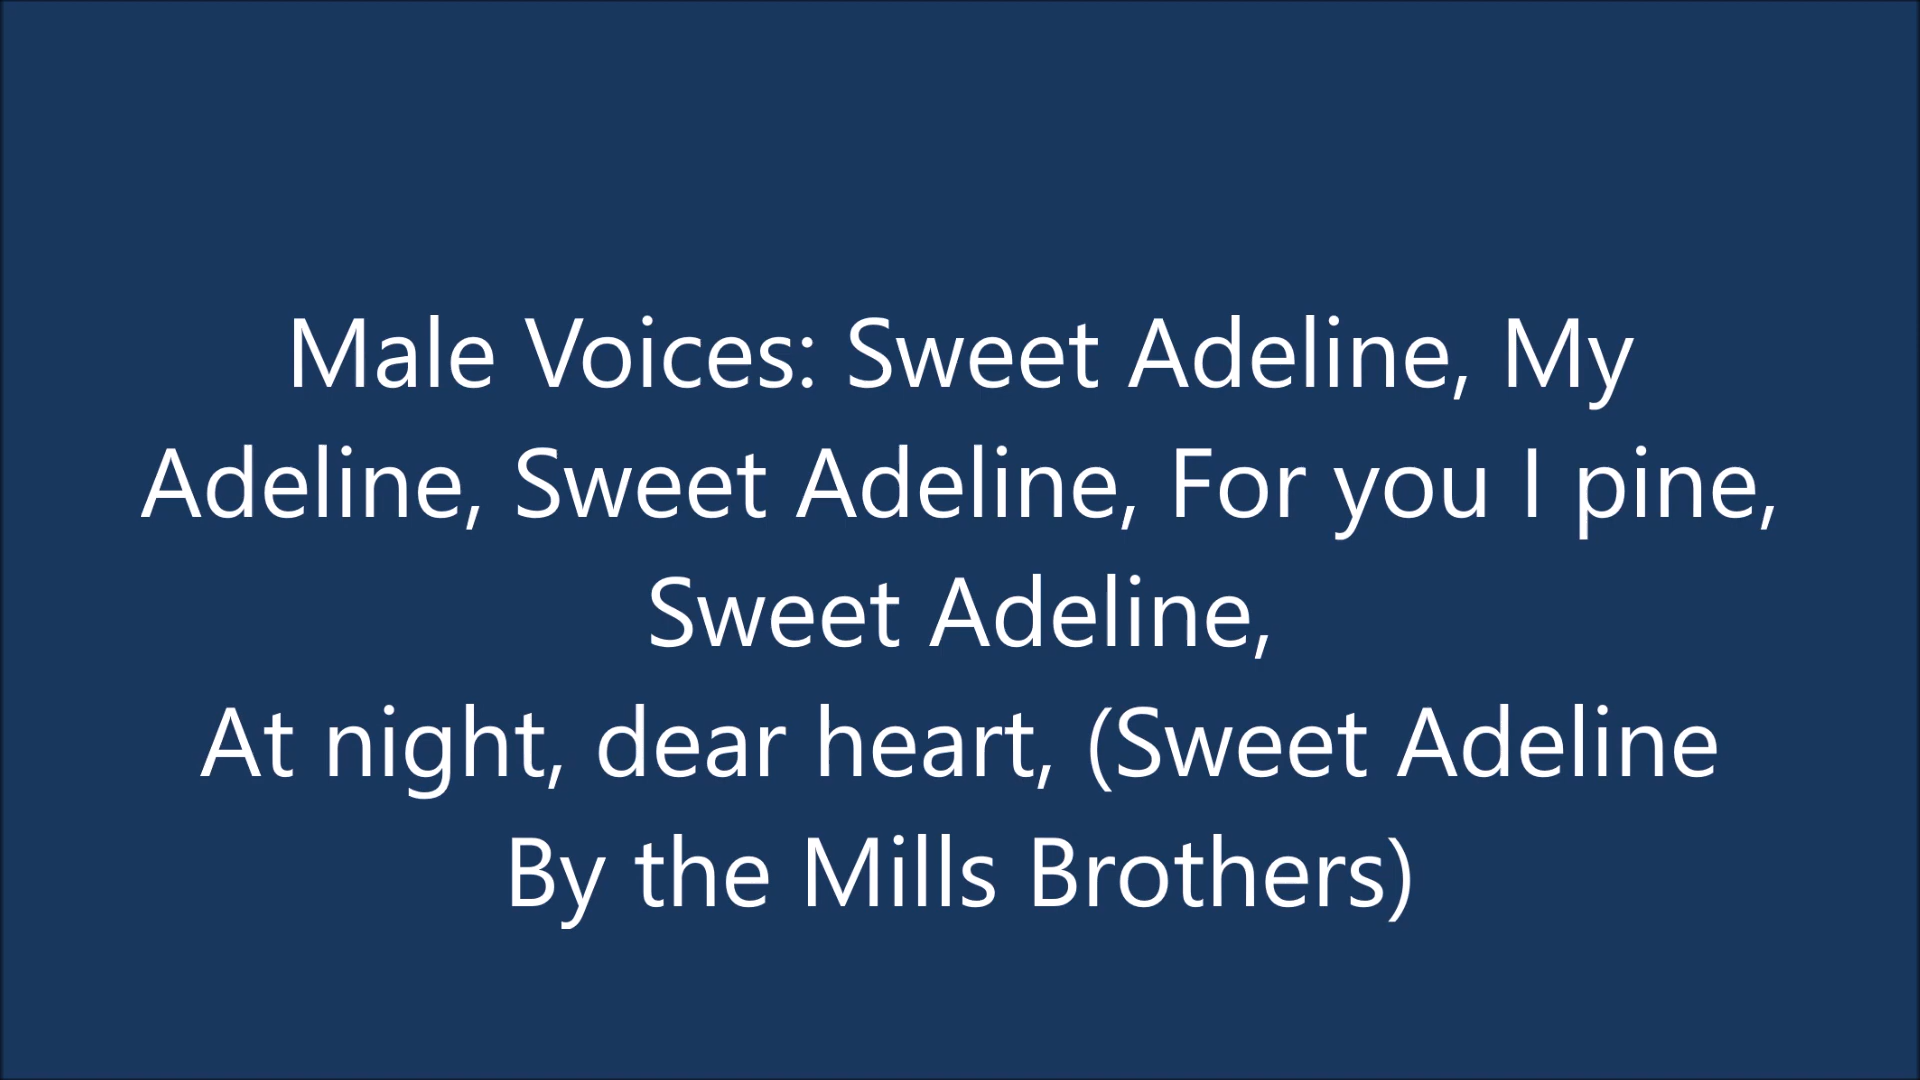 Male Voices: Sweet Adeline, My
Adeline, Sweet Adeline, For you I pine,
Sweet Adeline,
At night, dear heart, (Sweet Adeline
By the Mills Brothers)